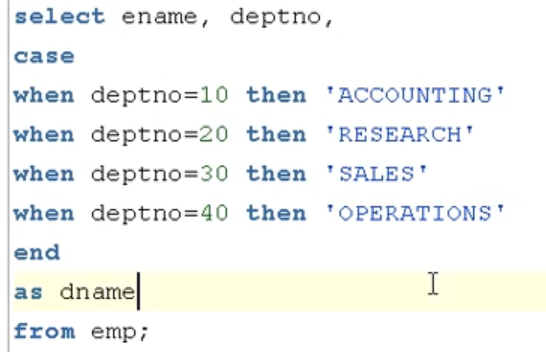 select ename, deptno,
case
when deptno=10 then 'ACCOUNTING'
when deptno=20 then 'RESEARCH'
when deptno=30 then 'SALES'
when deptno=40 then 'OPERATIONS'
end
as dname
from emp;